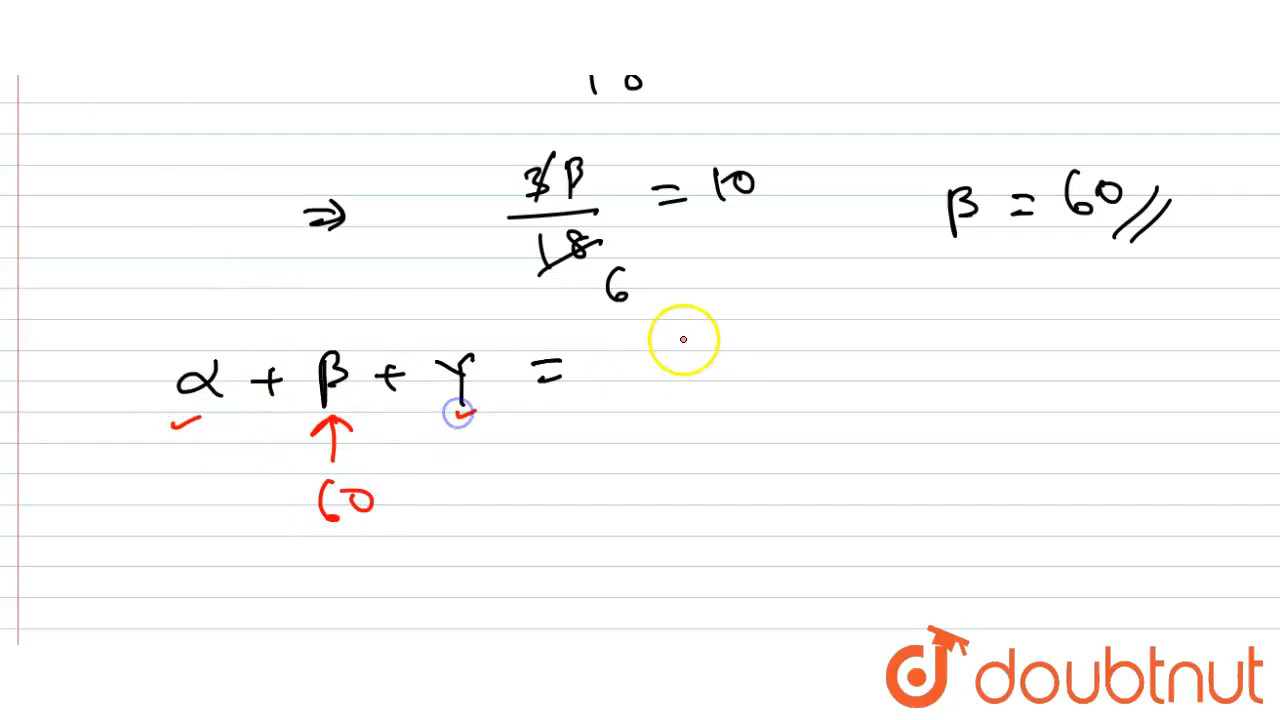 10
⇒ 3β/18 = 10 β = 60 //
6
α + β + γ =
60
doubtnut